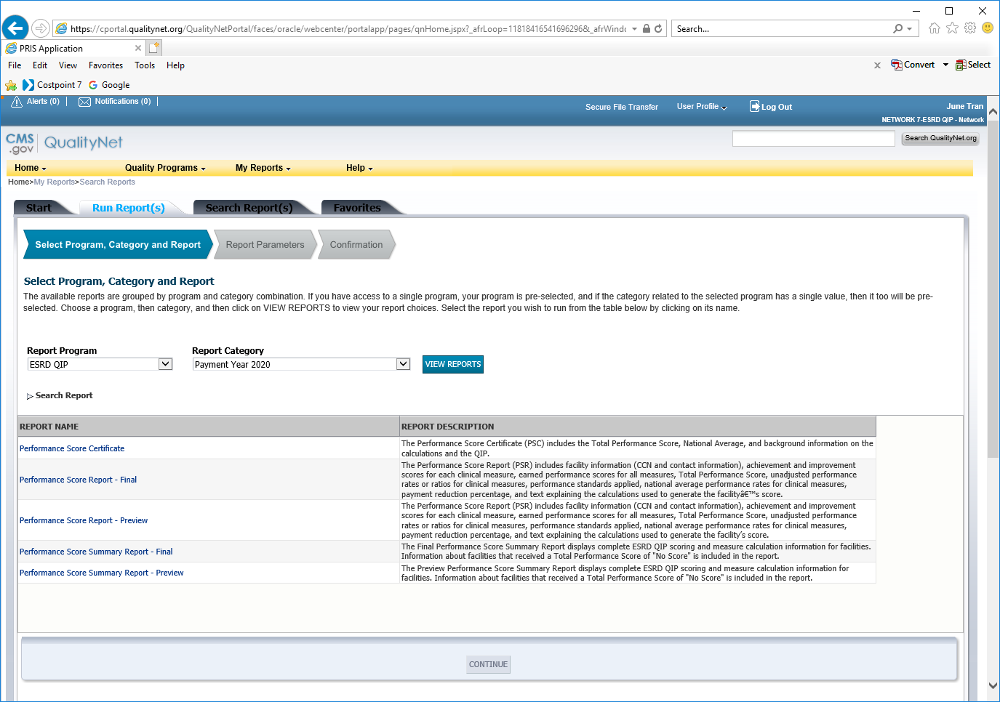 https://cportal.qualitynet.org/QualityNetPortal/faces/oracle/webcenter/portalapp/pages/qnHome.jspx?_afrLoop=11818416541696296&_afrWindo
Search...
PRIS Application
File Edit View Favorites Tools Help
x Convert Select
Costpoint 7 Google
Alerts (0) | Notifications (0) |
Secure File Transfer User Profile Log Out
June Tran
NETWORK 7-ESRD QIP - Network
CMS
.gov
QualityNet
Search QualityNet.org
Home Quality Programs My Reports Help
Home>My Reports>Search Reports
Start Run Report(s) Search Report(s) Favorites
Select Program, Category and Report Report Parameters Confirmation
Select Program, Category and Report
The available reports are grouped by program and category combination. If you have access to a single program, your program is pre-selected, and if the category related to the selected program has a single value, then it too will be pre-
selected. Choose a program, then category, and then click on VIEW REPORTS to view your report choices. Select the report you wish to run from the table below by clicking on its name.
Report Program Report Category
ESRD QIP Payment Year 2020 VIEW REPORTS
Search Report
REPORT NAME REPORT DESCRIPTION
Performance Score Certificate
The Performance Score Certificate (PSC) includes the Total Performance Score, National Average, and background information on the
calculations and the QIP.
Performance Score Report - Final
The Performance Score Report (PSR) includes facility information (CCN and contact information), achievement and improvement
scores for each clinical measure, earned performance scores for all measures, Total Performance Score, unadjusted performance
rates or ratios for clinical measures, performance standards applied, national average performance rates for clinical measures,
payment reduction percentage, and text explaining the calculations used to generate the facilityâ€™s score.
Performance Score Report - Preview
The Performance Score Report (PSR) includes facility information (CCN and contact information), achievement and improvement
scores for each clinical measure, earned performance scores for all measures, Total Performance Score, unadjusted performance
rates or ratios for clinical measures, performance standards applied, national average performance rates for clinical measures,
payment reduction percentage, and text explaining the calculations used to generate the facility’s score.
Performance Score Summary Report - Final
The Final Performance Score Summary Report displays complete ESRD QIP scoring and measure calculation information for facilities.
Information about facilities that received a Total Performance Score of "No Score" is included in the report.
Performance Score Summary Report - Preview
The Preview Performance Score Summary Report displays complete ESRD QIP scoring and measure calculation information for
facilities. Information about facilities that received a Total Performance Score of "No Score" is included in the report.
CONTINUE